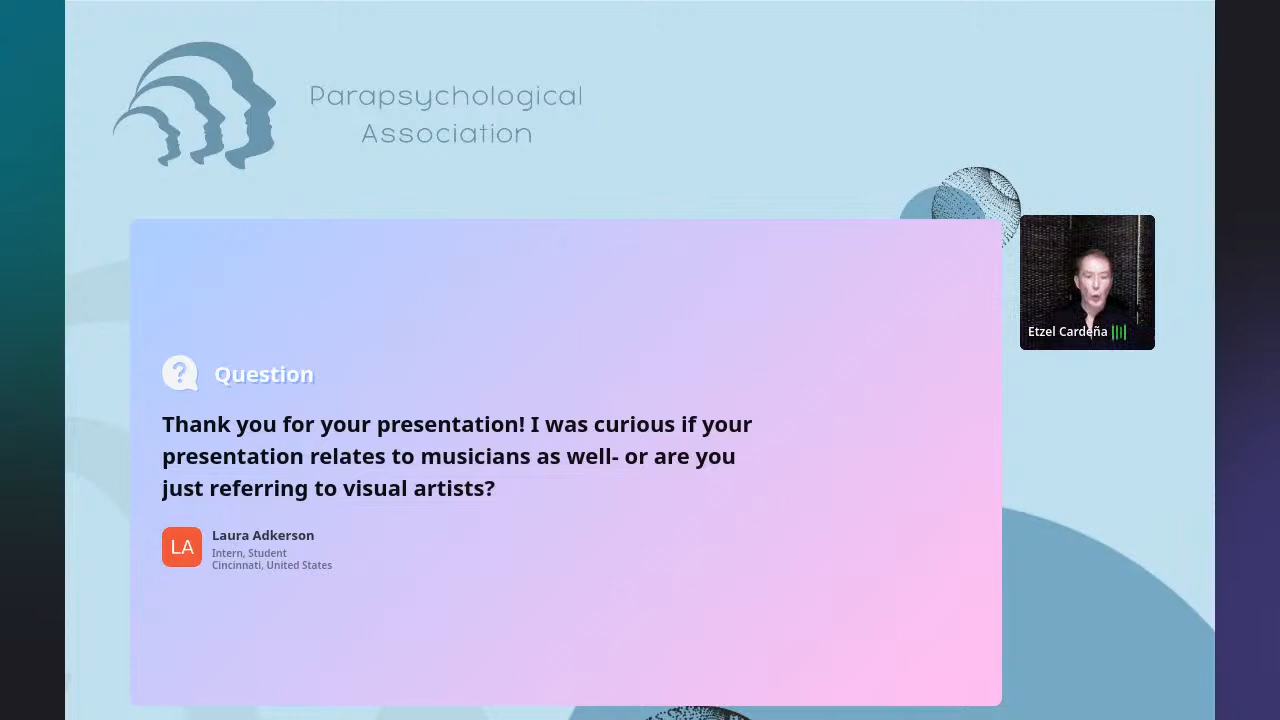 Parapsychological
Association
Question
Thank you for your presentation! I was curious if your
presentation relates to musicians as well- or are you
just referring to visual artists?
LA
Laura Adkerson
Intern, Student
Cincinnati, United States
Etzel Cardeña